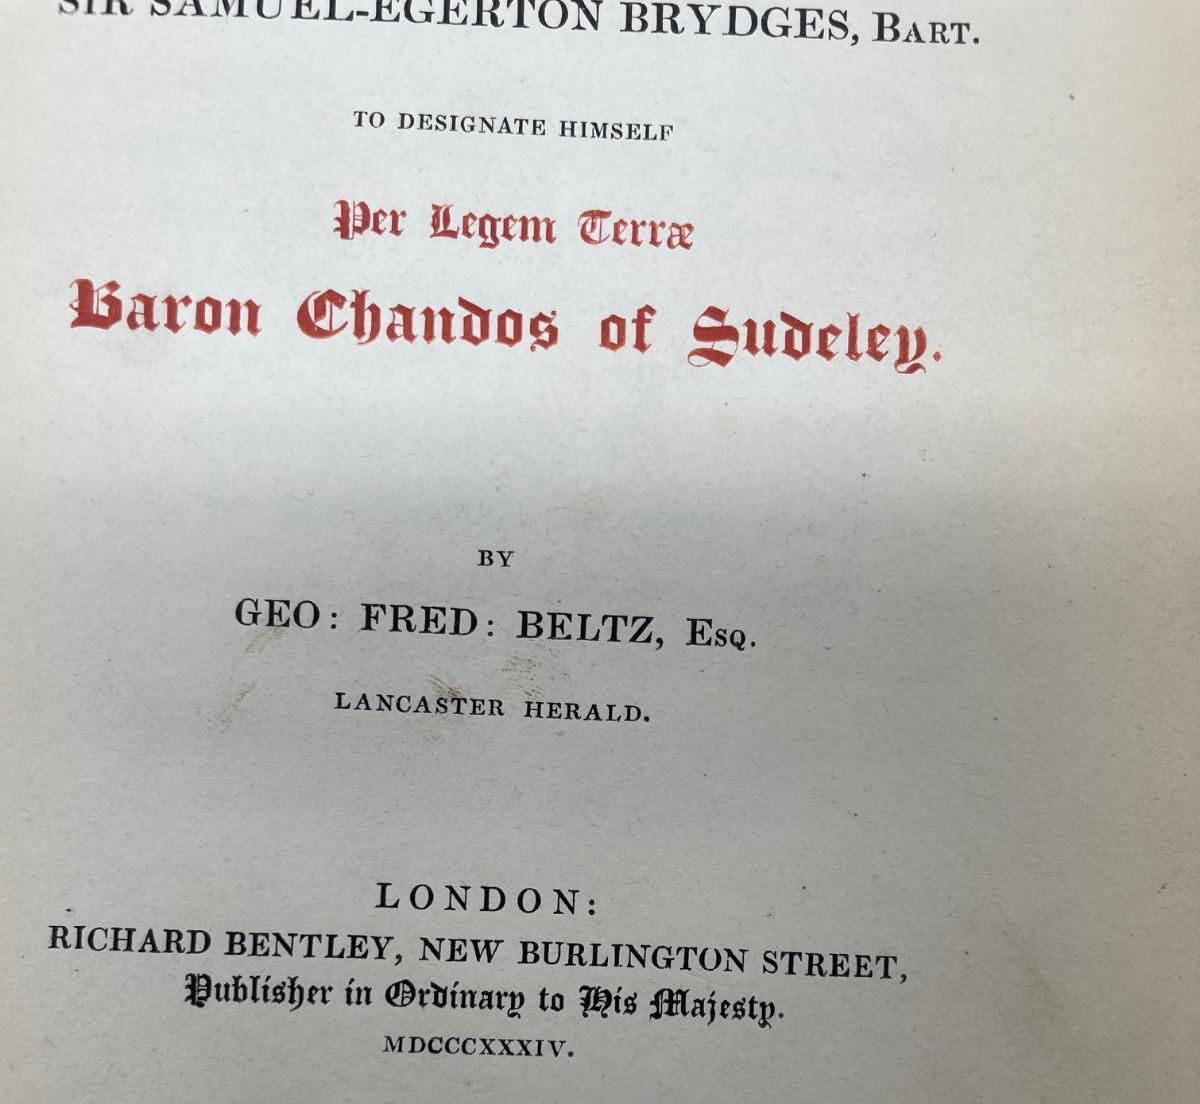 SIR SAMUEL-EGERTON BRYDGES, BART.
TO DESIGNATE HIMSELF
Per Legem Terræ
Baron Chandos of Sudeley.
BY
GEO: FRED: BELTZ, ESQ.
LANCASTER HERALD.
LONDON:
RICHARD BENTLEY, NEW BURLINGTON STREET,
Publisher in Ordinary to His Majesty.
MDCCCXXXIV.